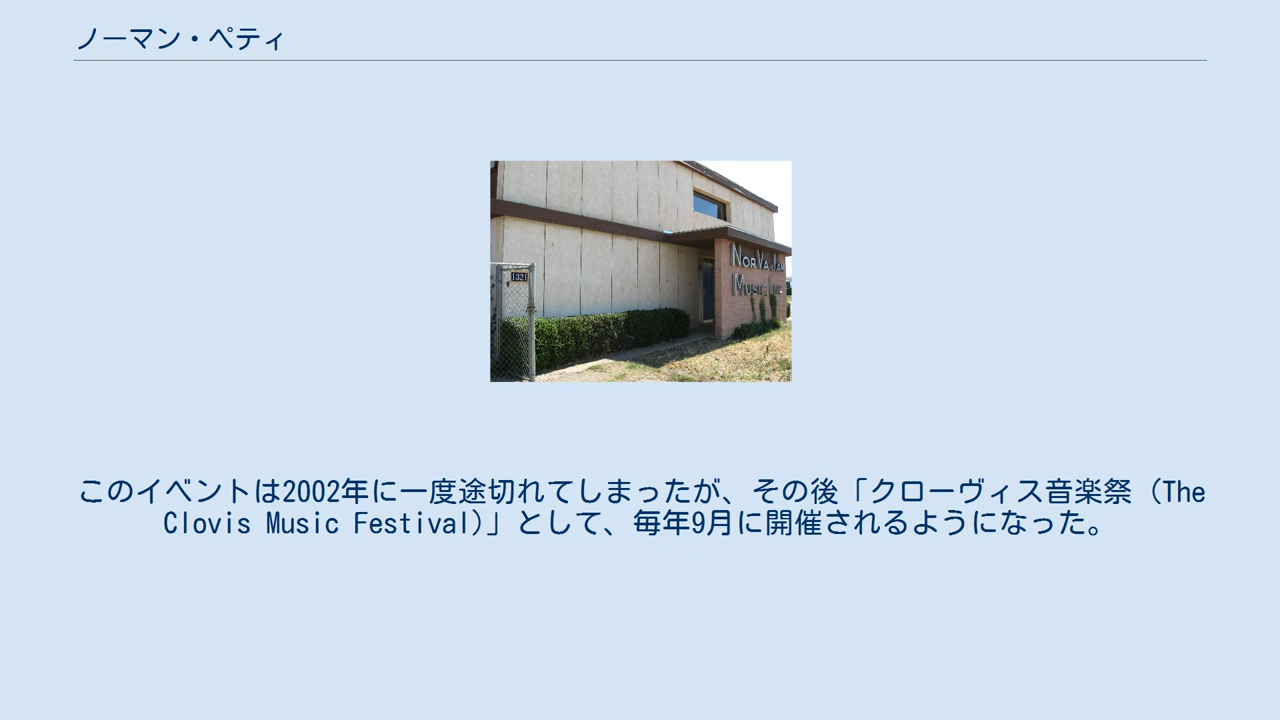 ノーマン・ペティ
1321
NorVaJak
Music Inc
このイベントは2002年に一度途切れてしまったが、その後「クローヴィス音楽祭（The
Clovis Music Festival)」として、毎年9月に開催されるようになった。